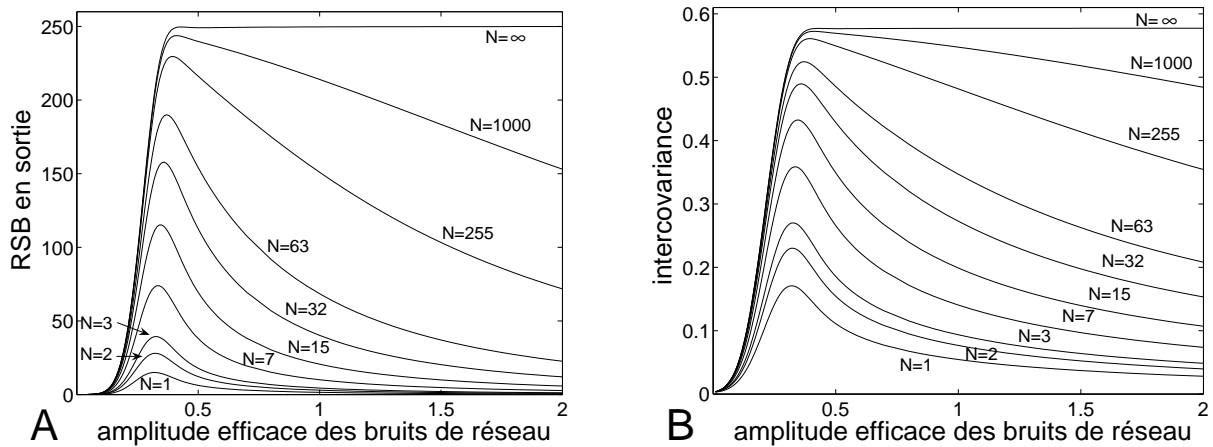 250
200
150
100
50
0
RSB en sortie
N=∞
N=1000
N=255
N=63
N=32
N=15
N=7
N=3
N=2
N=1
0.5
1
1.5
2
A
amplitude efficace des bruits de réseau
0.6
0.5
0.4
0.3
0.2
0.1
0
intercovariance
N=∞
N=1000
N=255
N=63
N=32
N=15
N=7
N=3
N=2
N=1
0.5
1
1.5
2
B
amplitude efficace des bruits de réseau